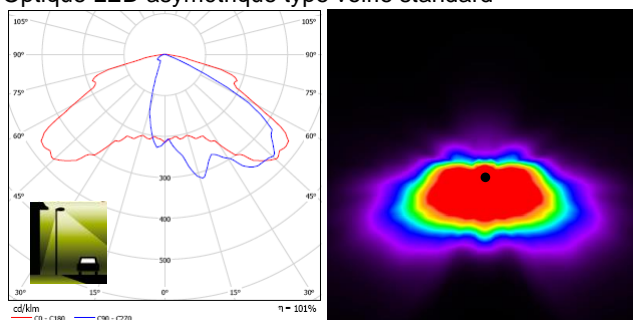 Optique LED asymétrique type voirie standard
105° 105°
90° 90°
75° 75°
60° 60°
45° 45°
300
400
500
30° 15° 0° 15° 30°
cd/klm η = 101%
C0 - C180 C90 - C270